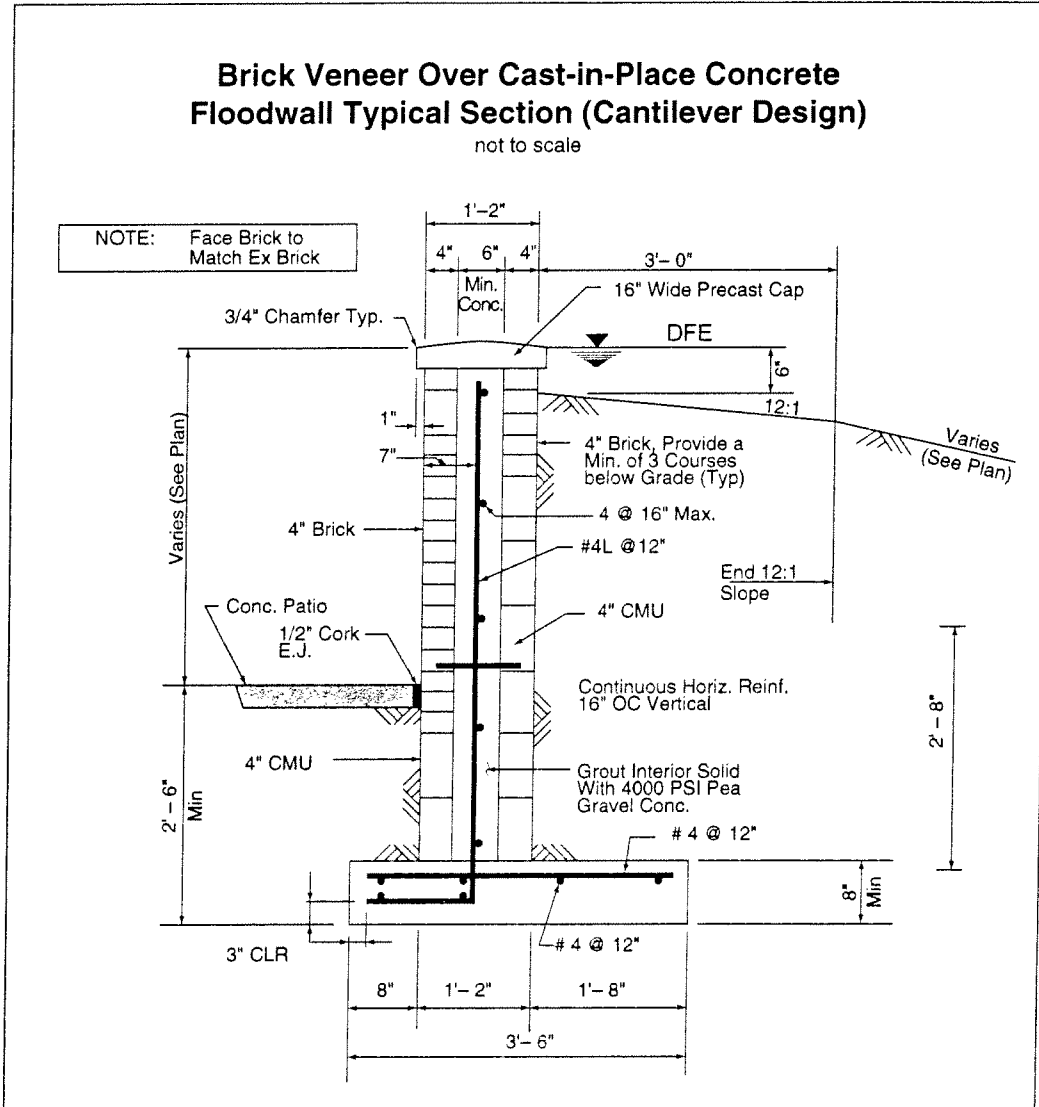 Brick Veneer Over Cast-in-Place Concrete
Floodwall Typical Section (Cantilever Design)
not to scale
NOTE: Face Brick to
Match Ex Brick
1'–2"
4" 6" 4"
Min.
Conc.
3'– 0"
16" Wide Precast Cap
3/4" Chamfer Typ.
DFE
6"
12:1
Varies
(See Plan)
1"
7"
4" Brick, Provide a
Min. of 3 Courses
below Grade (Typ)
Varies (See Plan)
4 @ 16" Max.
4" Brick
#4L @12"
End 12:1
Slope
Conc. Patio
1/2" Cork
E.J.
4" CMU
Continuous Horiz. Reinf.
16" OC Vertical
2' – 8"
4" CMU
2' – 6"
Min
Grout Interior Solid
With 4000 PSI Pea
Gravel Conc.
# 4 @ 12"
8"
Min
3" CLR
# 4 @ 12"
8" 1'– 2" 1'– 8"
3'– 6"